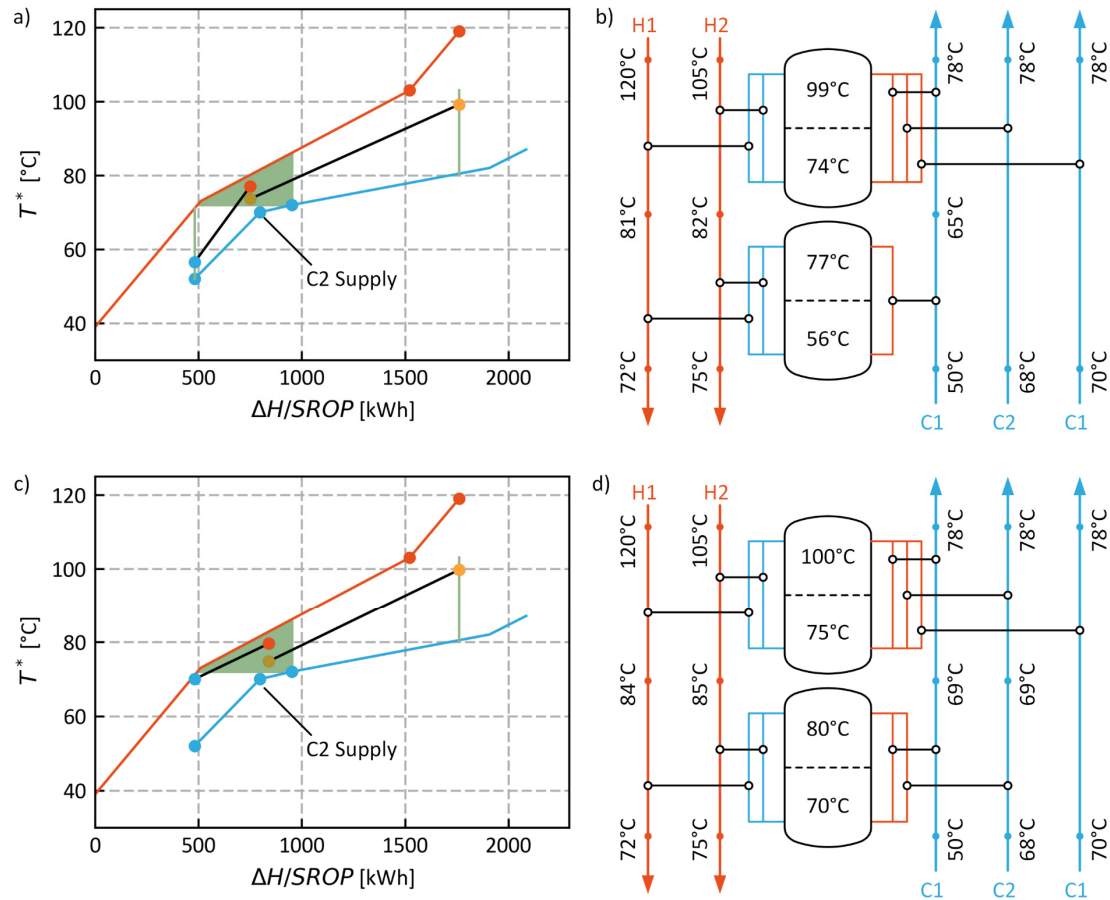 a)
120
100
80
60
40
T* [°C]
C2 Supply
0
500
1000
1500
2000
ΔH/SROP [kWh]
b)
H1
H2
120°C
105°C
99°C
74°C
78°C
78°C
78°C
81°C
82°C
65°C
77°C
56°C
72°C
75°C
50°C
68°C
70°C
C1
C2
C1
c)
120
100
80
60
40
T* [°C]
C2 Supply
0
500
1000
1500
2000
ΔH/SROP [kWh]
d)
H1
H2
120°C
105°C
100°C
75°C
78°C
78°C
78°C
84°C
85°C
69°C
69°C
80°C
70°C
72°C
75°C
50°C
68°C
70°C
C1
C2
C1